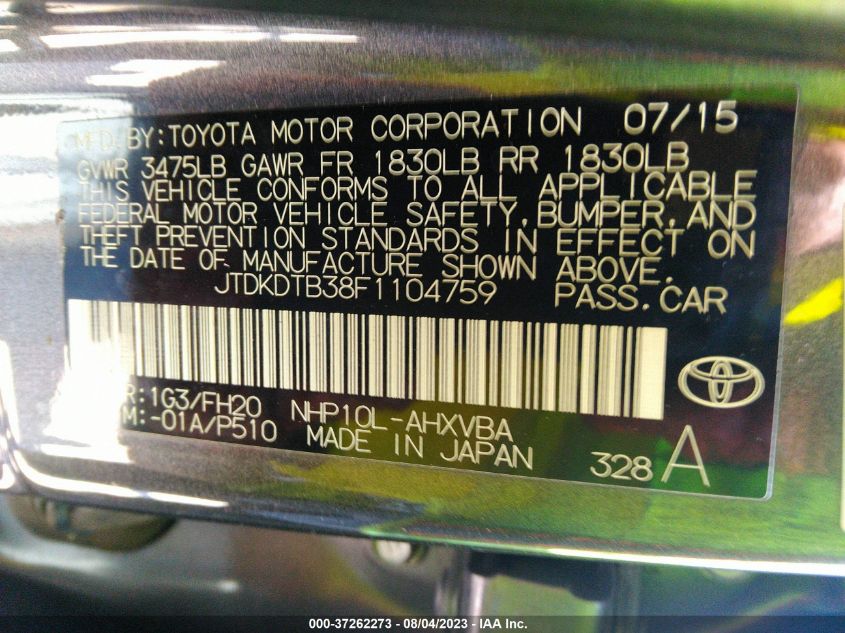 MFD.BY:TOYOTA MOTOR CORPORATION 07/15
GVWR 3475LB GAWR FR 1830LB RR 1830LB
THIS VEHICLE CONFORMS TO ALL APPLICABLE
FEDERAL MOTOR VEHICLE SAFETY,BUMPER,AND
THEFT PREVENTION STANDARDS IN EFFECT ON
THE DATE OF MANUFACTURE SHOWN ABOVE.
JTDKDTB38F1104759 PASS.CAR
R:1G3/FH20 NHP10L-AHXVBA
M:-01A/P510 MADE IN JAPAN 328 A
000-37262273 - 08/04/2023 - IAA Inc.